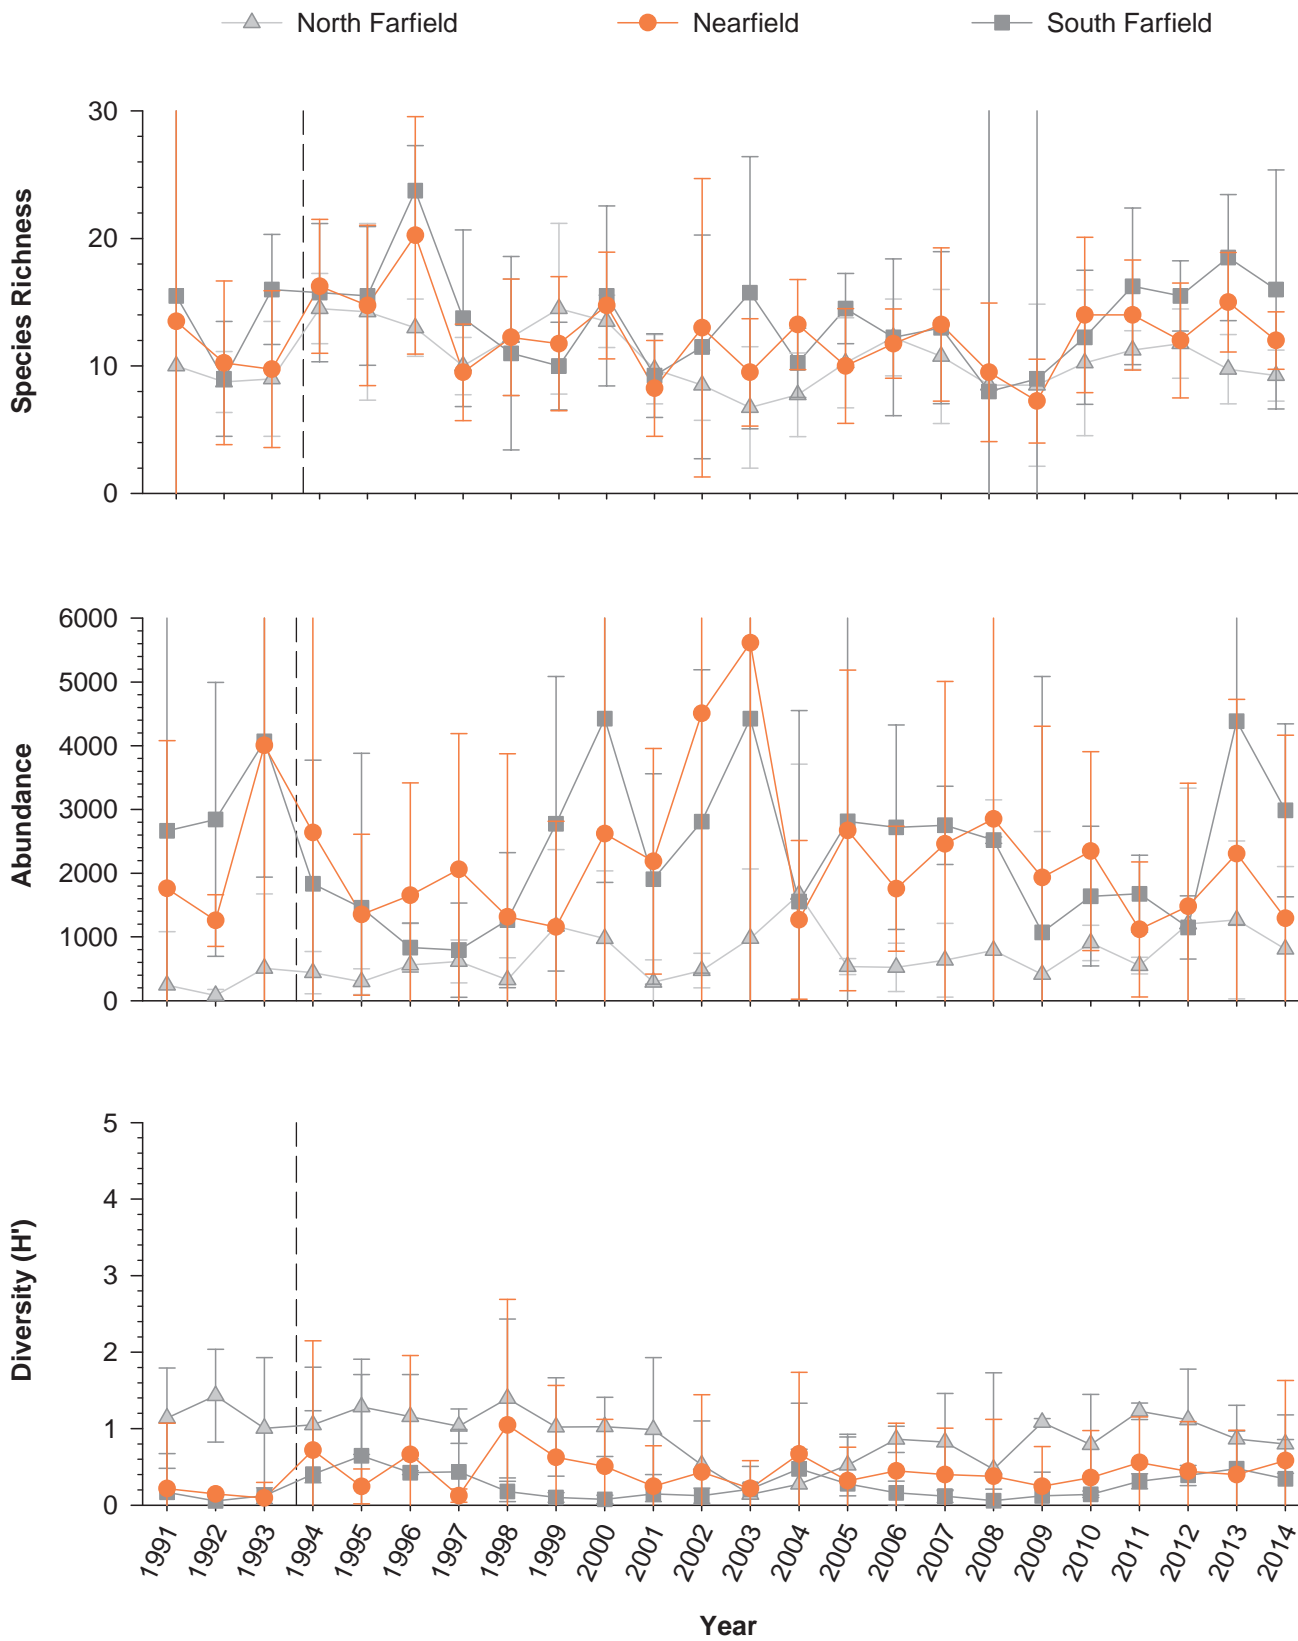 North Farfield Nearfield South Farfield
Species Richness
30
20
10
0
Abundance
6000
5000
4000
3000
2000
1000
0
Diversity (H')
5
4
3
2
1
0
1991 1992 1993 1994 1995 1996 1997 1998 1999 2000 2001 2002 2003 2004 2005 2006 2007 2008 2009 2010 2011 2012 2013 2014
Year